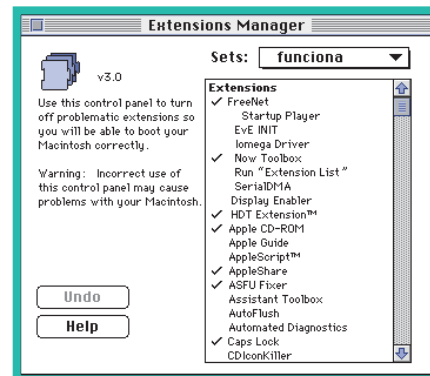 Extensions Manager
v3.0
Use this control panel to turn
off problematic extensions so
you will be able to boot your
Macintosh correctly.
Warning: Incorrect use of
this control panel may cause
problems with your Macintosh.
Undo
Help
Sets: funciona
Extensions
✓ FreeNet
Startup Player
EvE INIT
Iomega Driver
✓ Now Toolbox
Run "Extension List"
SerialDMA
Display Enabler
✓ HDT Extension™
✓ Apple CD-ROM
Apple Guide
AppleScript™
✓ AppleShare
✓ ASFU Fixer
Assistant Toolbox
AutoFlush
Automated Diagnostics
✓ Caps Lock
CDIconKiller